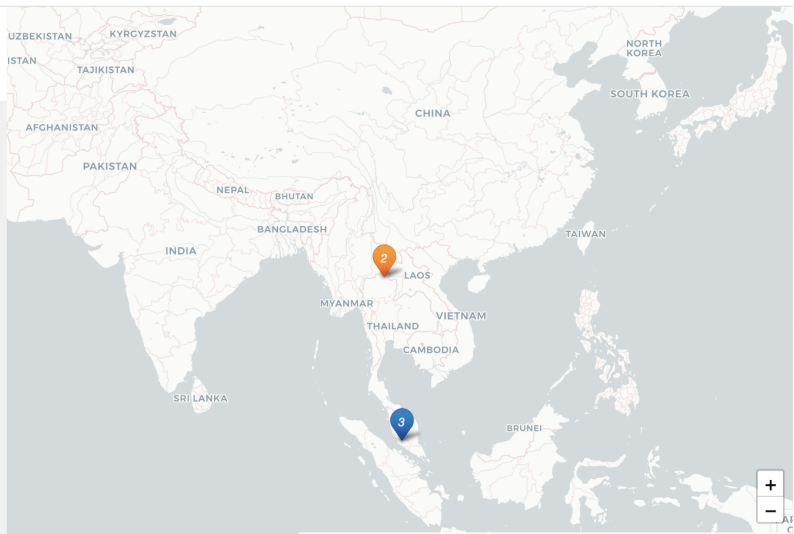 UZBEKISTAN
KYRGYZSTAN
ISTAN
TAJIKISTAN
NORTH
KOREA
SOUTH KOREA
CHINA
AFGHANISTAN
PAKISTAN
NEPAL
BHUTAN
BANGLADESH
INDIA
TAIWAN
2
LAOS
MYANMAR
VIETNAM
THAILAND
CAMBODIA
SRI LANKA
3
BRUNEI
+
−